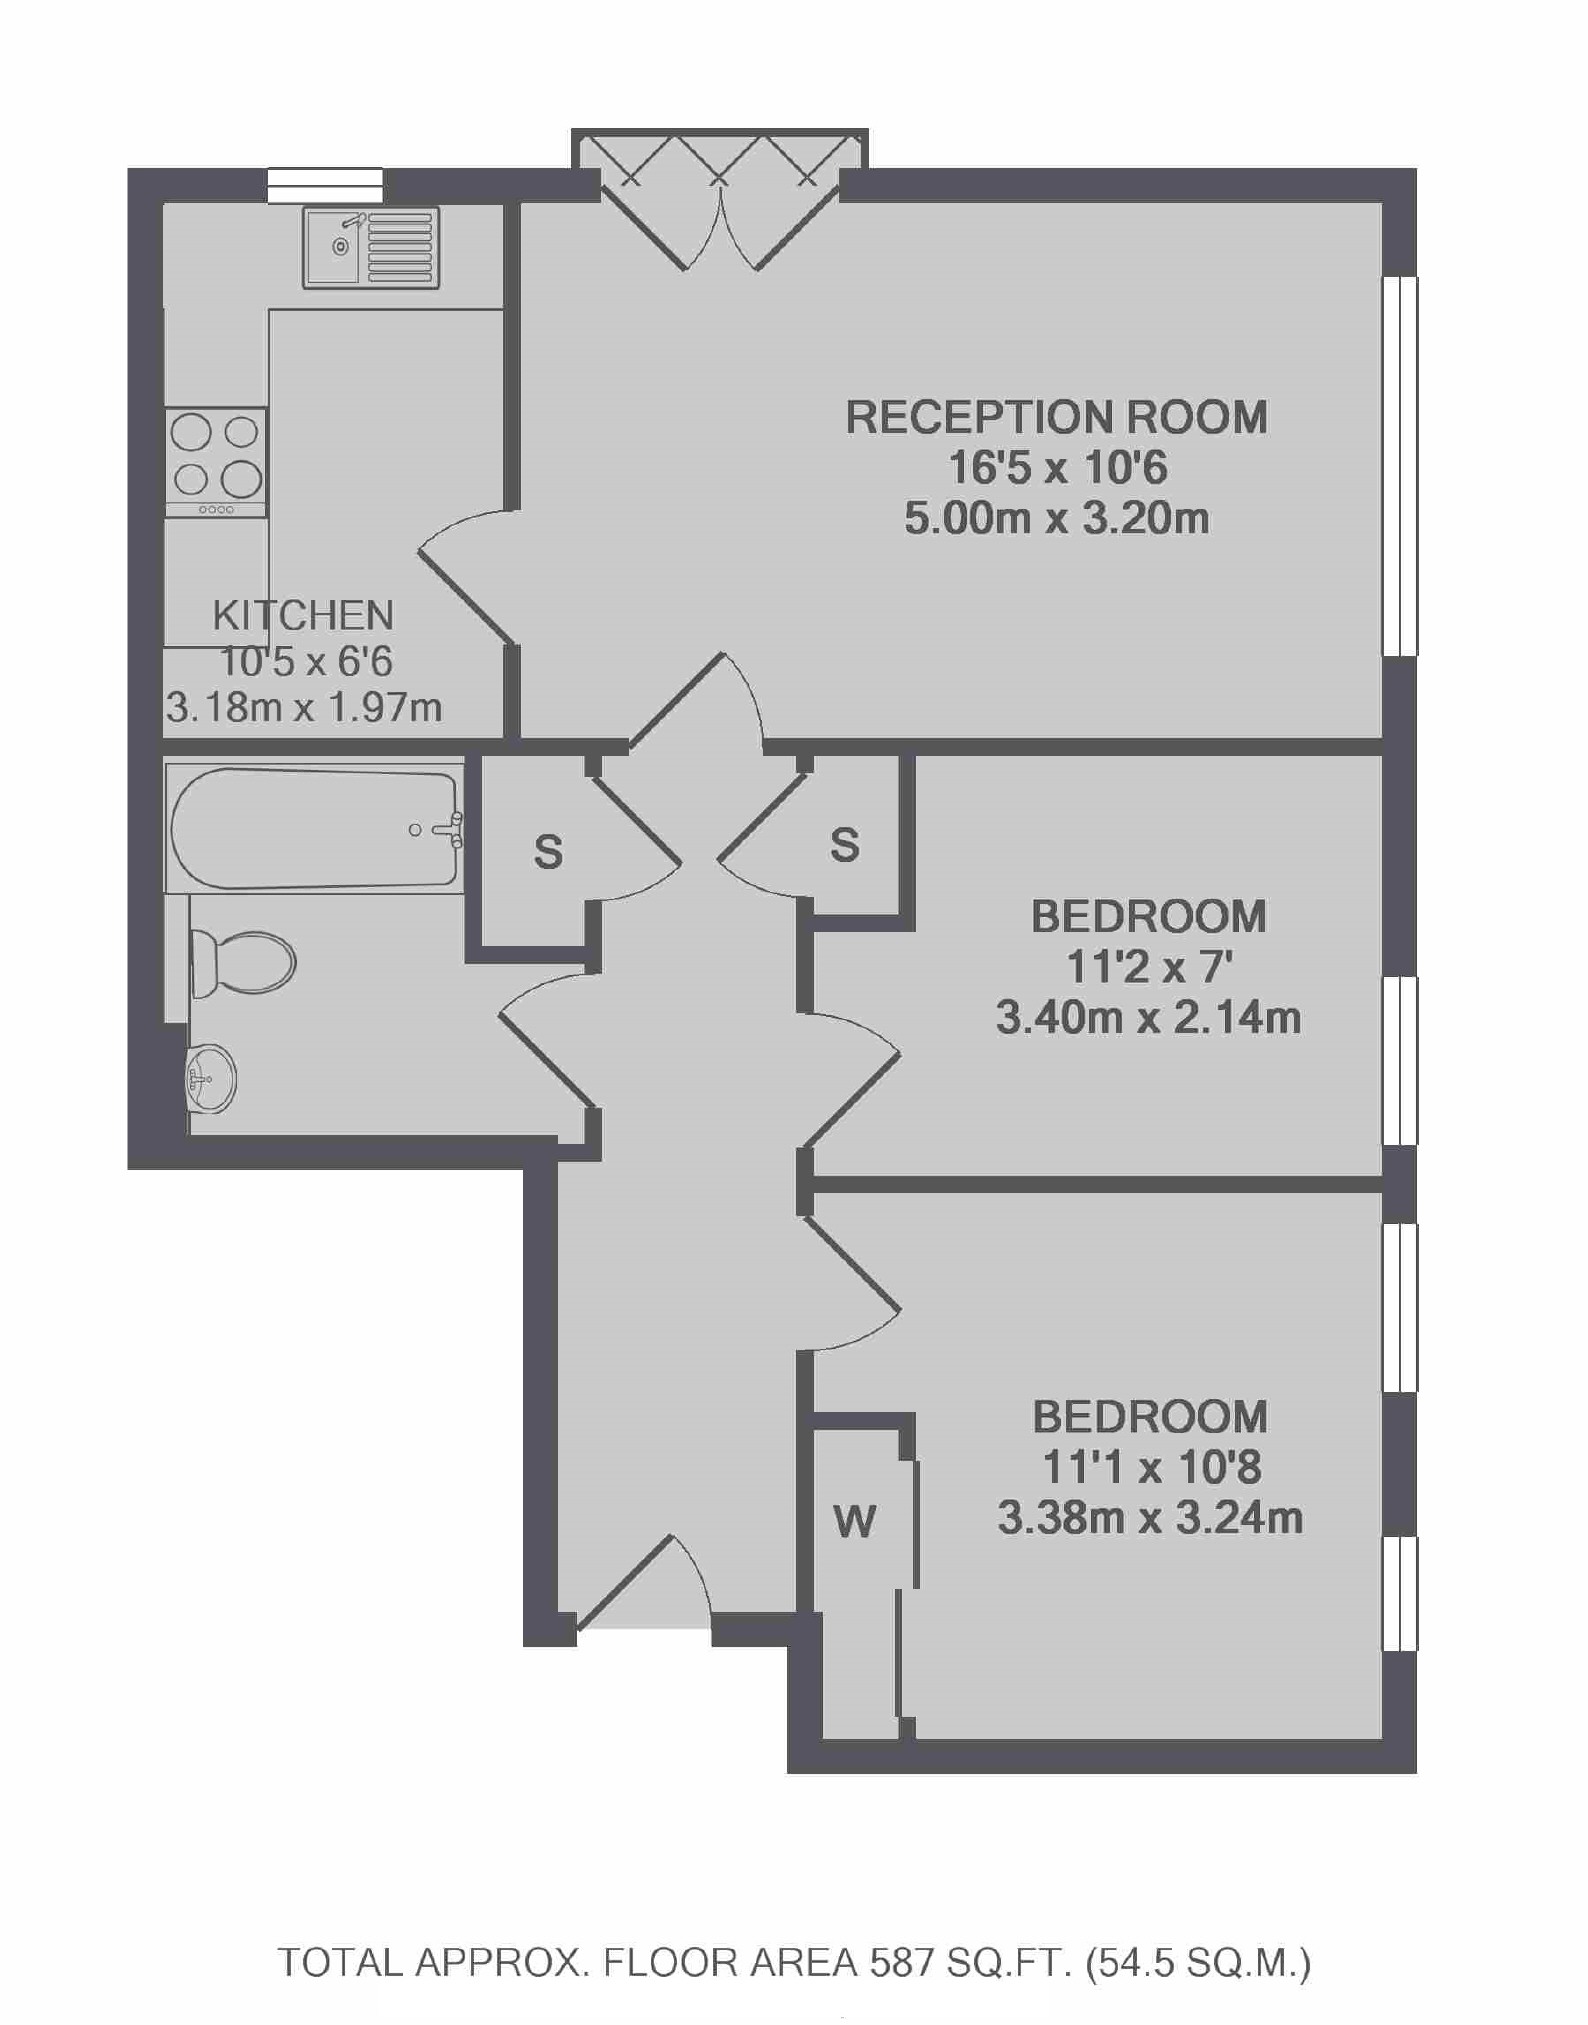 RECEPTION ROOM
16'5 x 10'6
5.00m x 3.20m
KITCHEN
10'5 x 6'6
3.18m x 1.97m
S
S
BEDROOM
11'2 x 7'
3.40m x 2.14m
BEDROOM
11'1 x 10'8
3.38m x 3.24m
W
TOTAL APPROX. FLOOR AREA 587 SQ.FT. (54.5 SQ.M.)